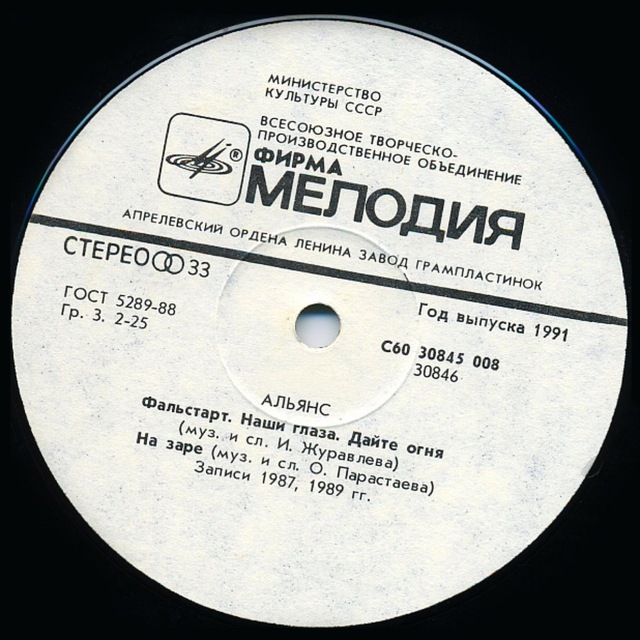 МИНИСТЕРСТВО
КУЛЬТУРЫ СССР
ВСЕСОЮЗНОЕ ТВОРЧЕСКО-
ПРОИЗВОДСТВЕННОЕ ОБЪЕДИНЕНИЕ
®
ФИРМА
МЕЛОДИЯ
АПРЕЛЕВСКИЙ ОРДЕНА ЛЕНИНА ЗАВОД ГРАМПЛАСТИНОК
СТЕРЕО 33
ГОСТ 5289-88
Гр. 3. 2-25
Год выпуска 1991
С60 30845 008
30846
АЛЬЯНС
Фальстарт. Наши глаза. Дайте огня
(муз. и сл. И. Журавлева)
На заре (муз. и сл. О. Парастаева)
Записи 1987, 1989 гг.